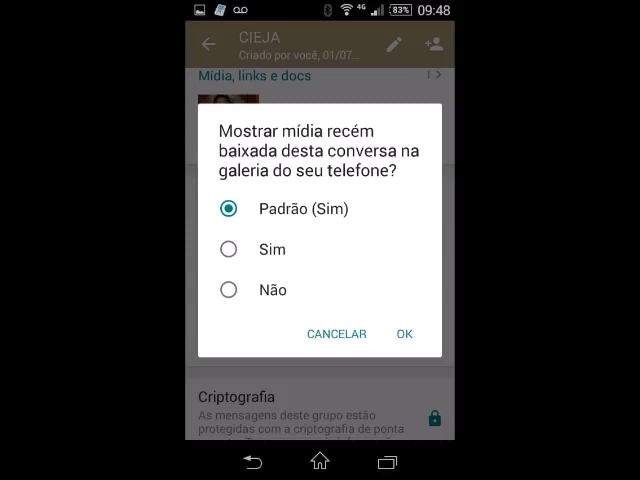 4G 83% 09:48
CIEJA
Criado por você, 01/07...
Mídia, links e docs 1
Mostrar mídia recém
baixada desta conversa na
galeria do seu telefone?
Padrão (Sim)
Sim
Não
CANCELAR OK
Criptografia
As mensagens deste grupo estão
protegidas com a criptografia de ponta